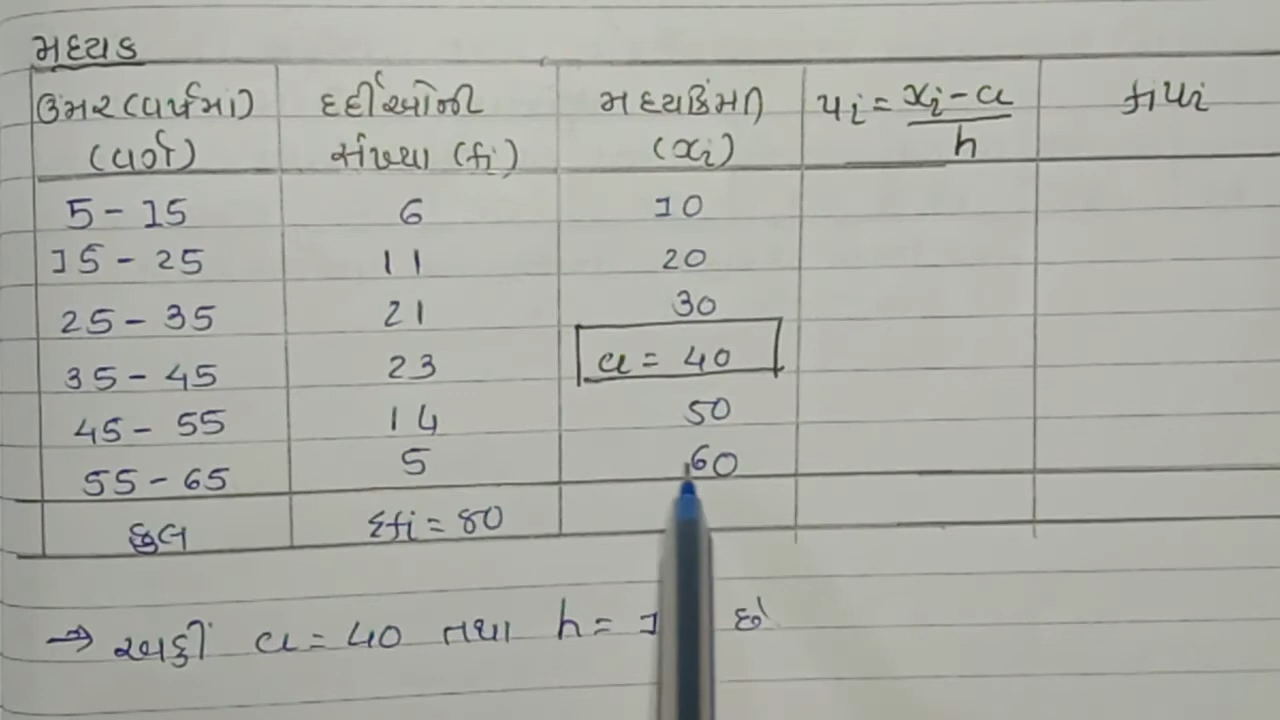 મધ્યક
ઉંમર (વર્ષમાં) દર્દીઓની મધ્યકિંમત ui = xi - a / h fiui
(વર્ગ) સંખ્યા (fi) (xi)
5 - 15 6 10
15 - 25 11 20
25 - 35 21 30
35 - 45 23 a = 40
45 - 55 14 50
55 - 65 5 60
કુલ Σfi = 80
→ અહીં a = 40 તથા h = 1 છે